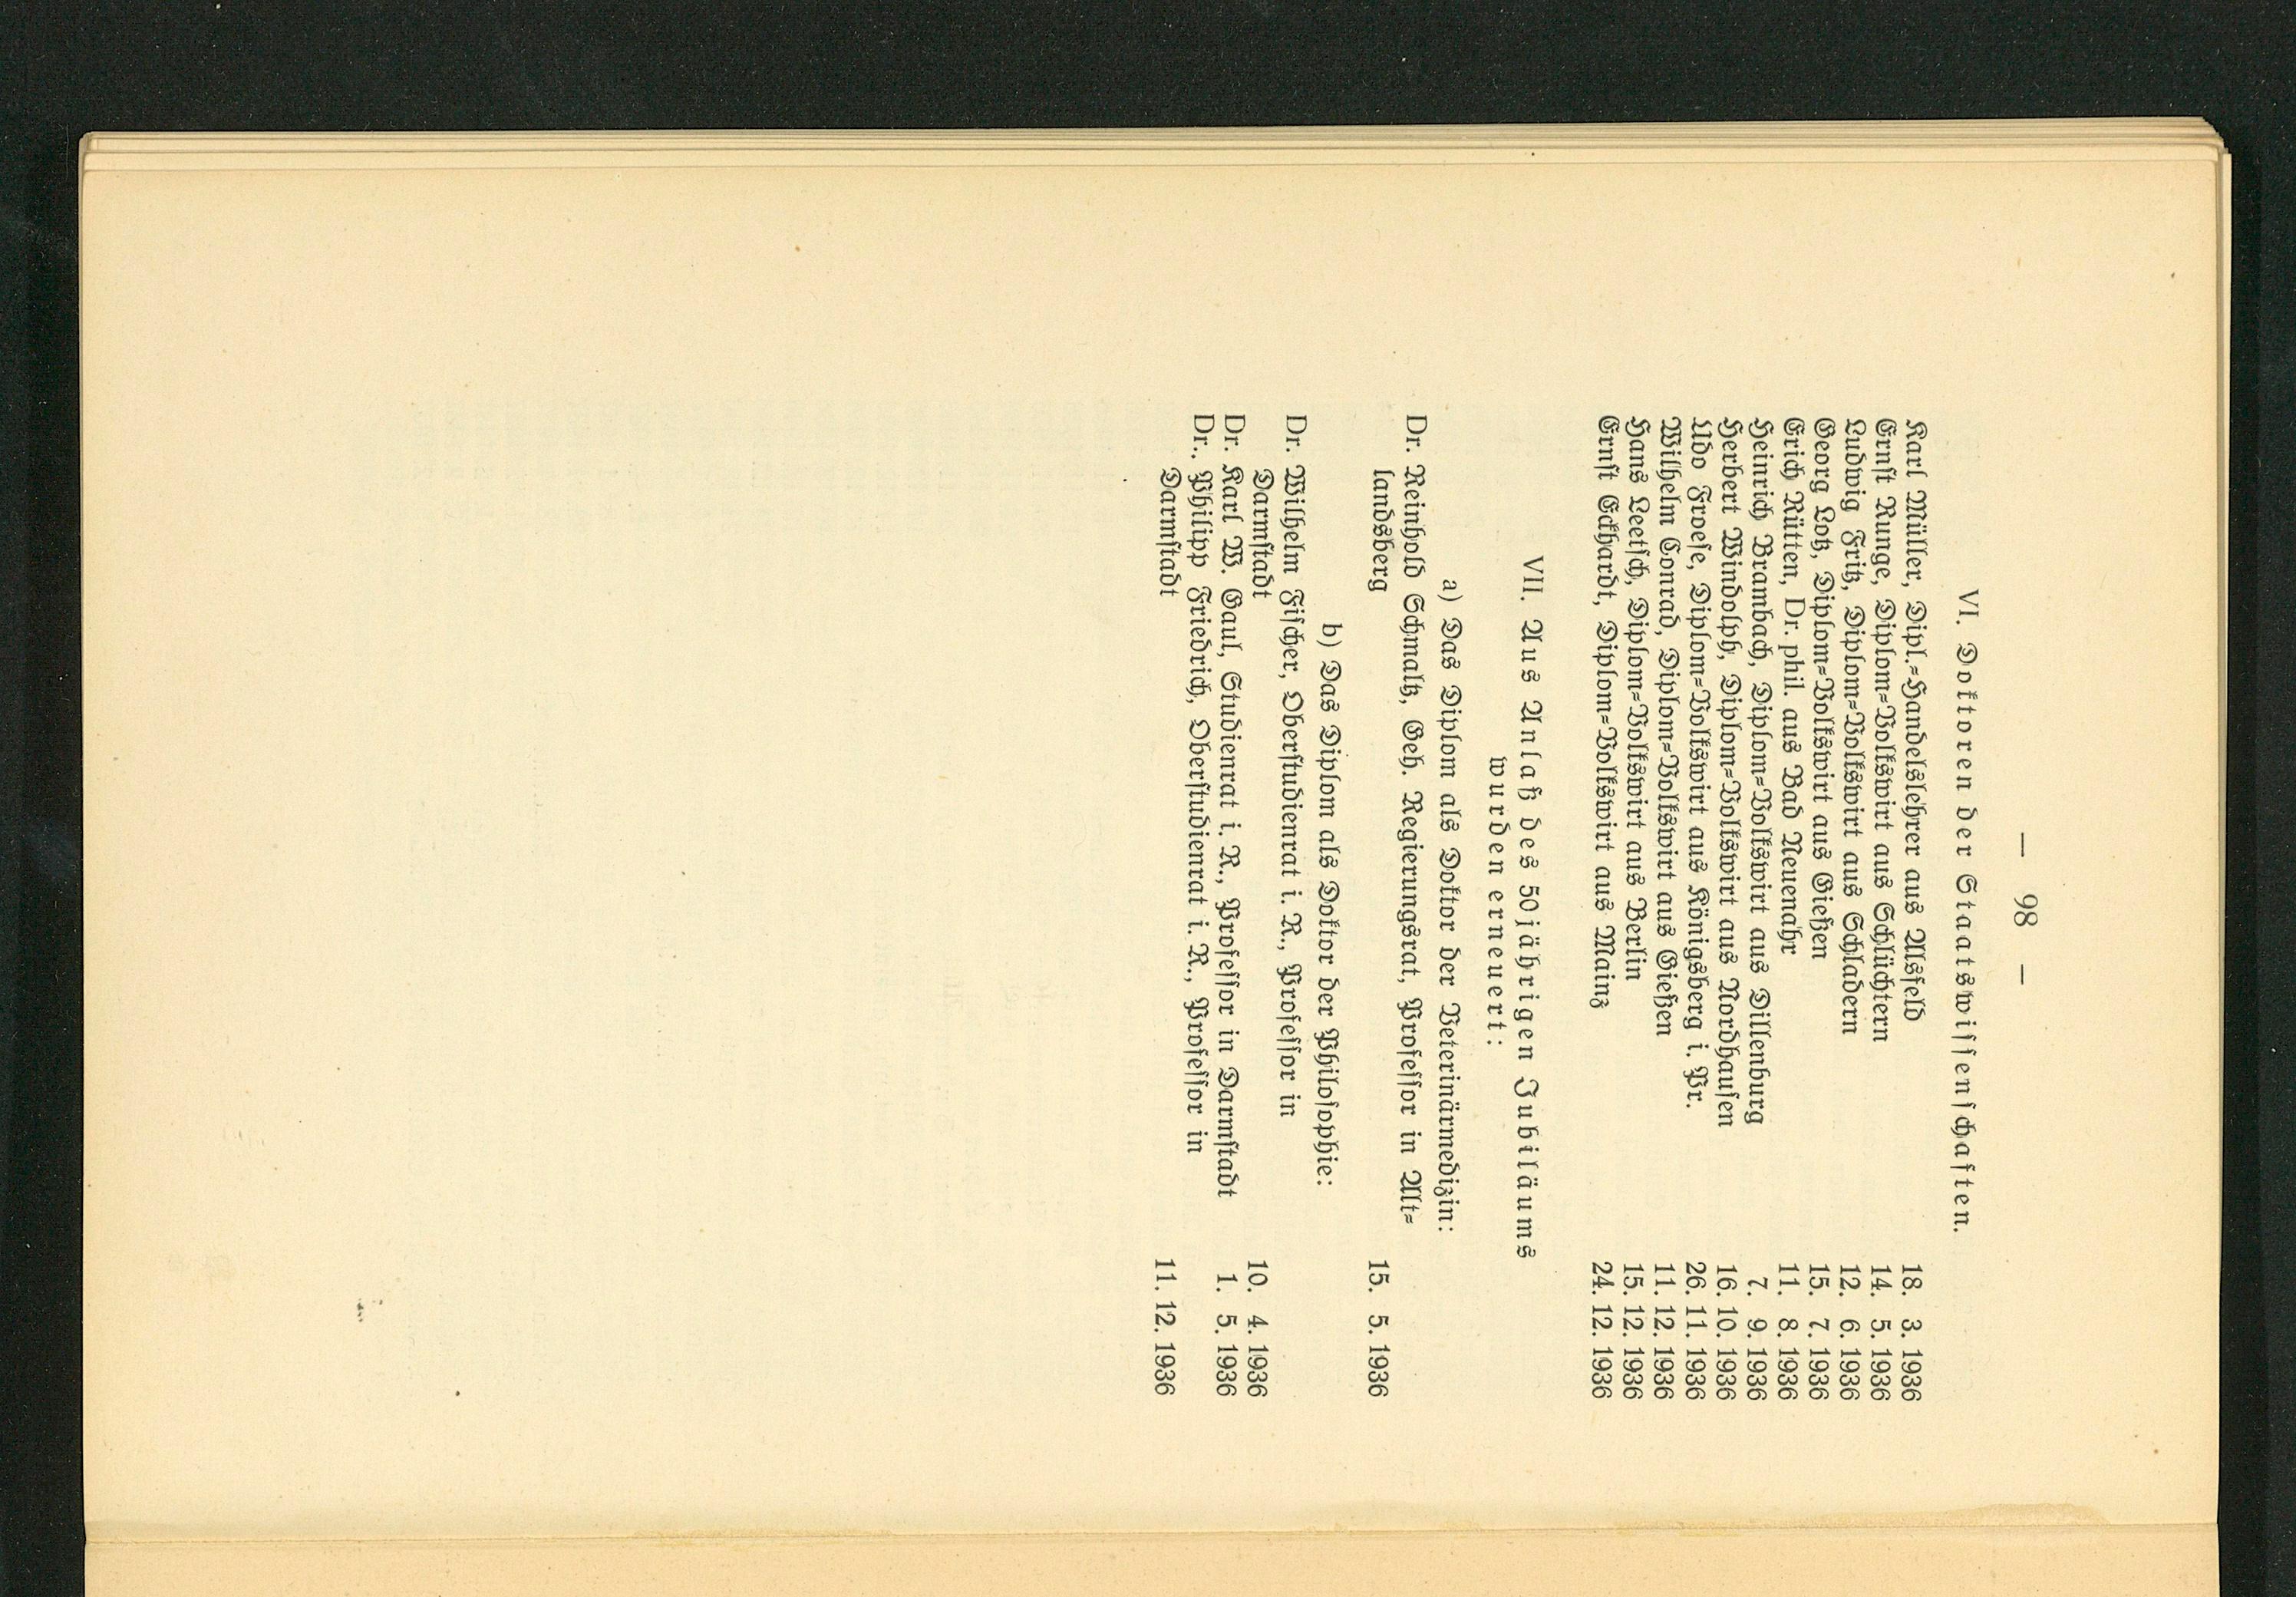 — 98 —
VI. Doktoren der Staatswissenschaften.
Karl Müller, Dipl.-Handelslehrer aus Alsfeld 18. 3. 1936
Ernst Runge, Diplom-Volkswirt aus Schlüchtern 14. 5. 1936
Ludwig Fritz, Diplom-Volkswirt aus Schladern 12. 6. 1936
Georg Lotz, Diplom-Volkswirt aus Gießen 15. 7. 1936
Erich Rütten, Dr. phil. aus Bad Neuenahr 11. 8. 1936
Heinrich Brambach, Diplom-Volkswirt aus Dillenburg 7. 9. 1936
Herbert Windolph, Diplom-Volkswirt aus Nordhausen 16. 10. 1936
Udo Froese, Diplom-Volkswirt aus Königsberg i. Pr. 26. 11. 1936
Wilhelm Conrad, Diplom-Volkswirt aus Gießen 11. 12. 1936
Hans Leetsch, Diplom-Volkswirt aus Berlin 15. 12. 1936
Ernst Eckhardt, Diplom-Volkswirt aus Mainz 24. 12. 1936
VII. Aus Anlaß des 50jährigen Jubiläums
wurden erneuert:
a) Das Diplom als Doktor der Veterinärmedizin:
Dr. Reinhold Schmaltz, Geh. Regierungsrat, Professor in Alt-
landsberg 15. 5. 1936
b) Das Diplom als Doktor der Philosophie:
Dr. Wilhelm Fischer, Oberstudienrat i. R., Professor in
Darmstadt 10. 4. 1936
Dr. Karl W. Gaul, Studienrat i. R., Professor in Darmstadt 1. 5. 1936
Dr. Philipp Friedrich, Oberstudienrat i. R., Professor in
Darmstadt 11. 12. 1936